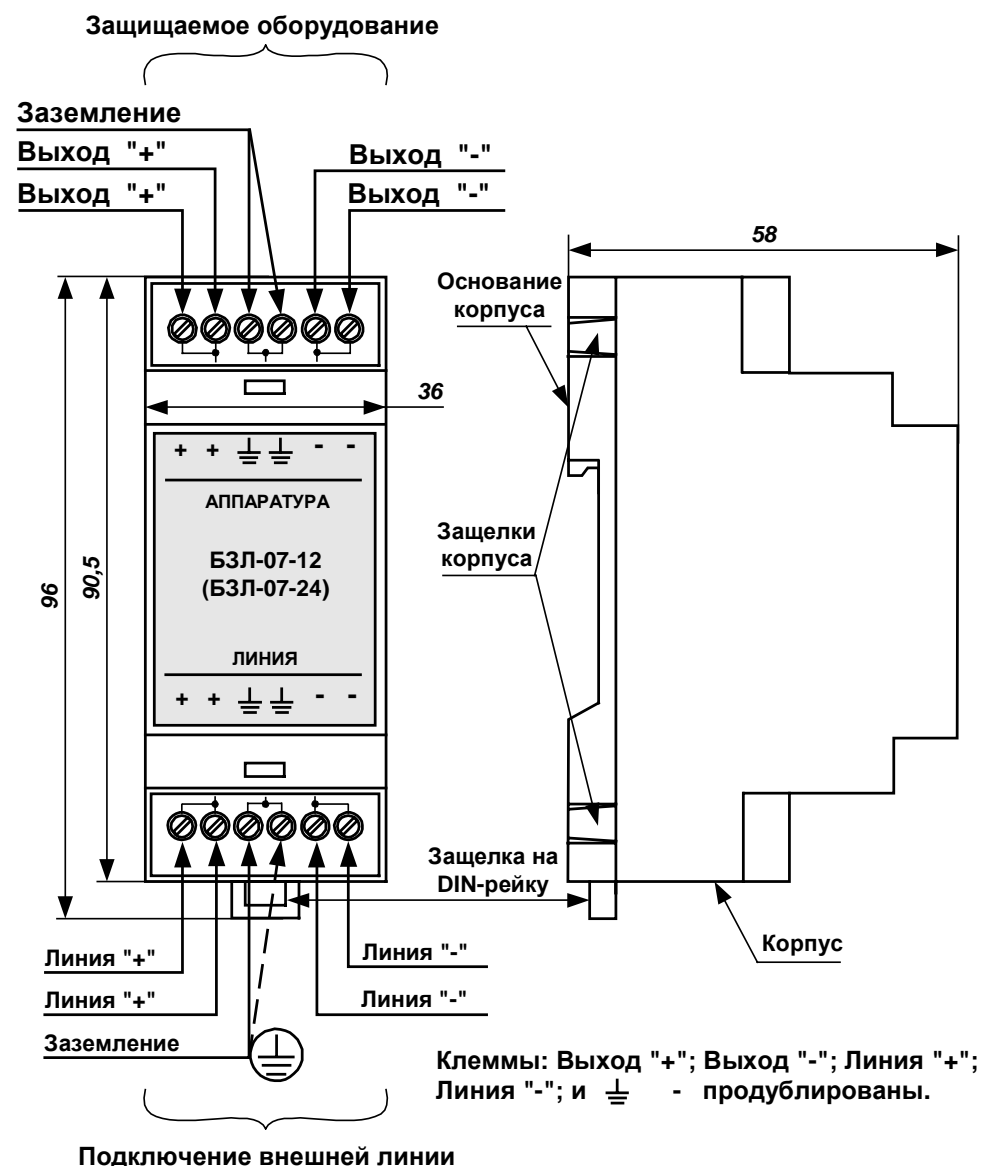 Защищаемое оборудование
Заземление
Выход "+"
Выход "-"
Выход "+"
Выход "-"
58
Основание
корпуса
36
+ + - -
АППАРАТУРА
БЗЛ-07-12
(БЗЛ-07-24)
ЛИНИЯ
+ + - -
96
90,5
Защелки
корпуса
Защелка на
DIN-рейку
Корпус
Линия "+"
Линия "-"
Линия "+"
Линия "-"
Заземление
Клеммы: Выход "+"; Выход "-"; Линия "+";
Линия "-"; и ⏚ - продублированы.
Подключение внешней линии